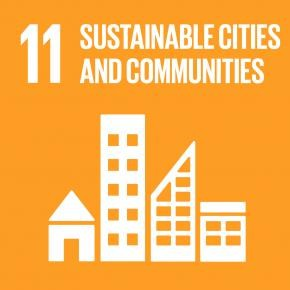 11 SUSTAINABLE CITIES
AND COMMUNITIES